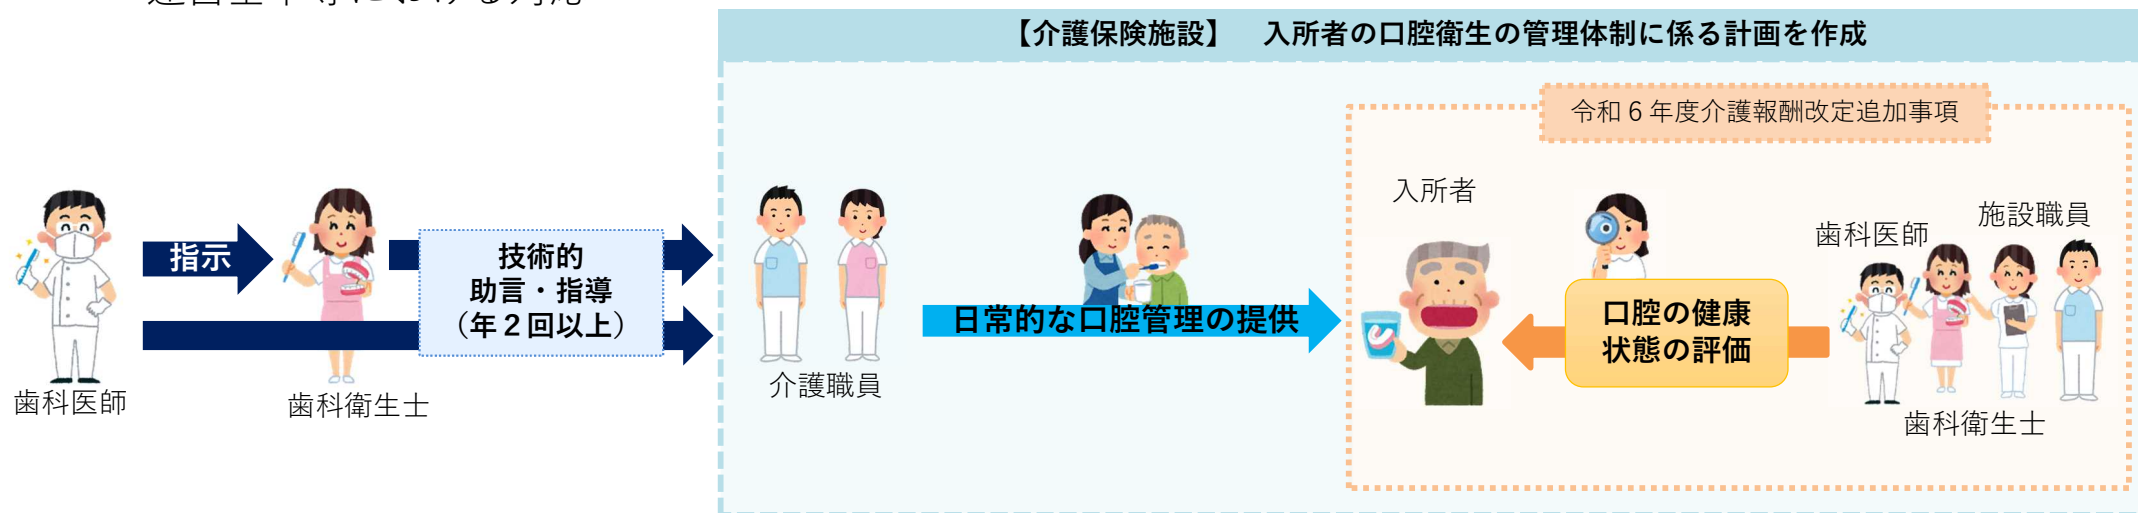 【介護保険施設】 入所者の口腔衛生の管理体制に係る計画を作成
令和６年度介護報酬改定追加事項
指示
技術的
助言・指導
（年２回以上）
歯科医師
歯科衛生士
介護職員
日常的な口腔管理の提供
入所者
口腔の健康
状態の評価
歯科医師
施設職員
歯科衛生士